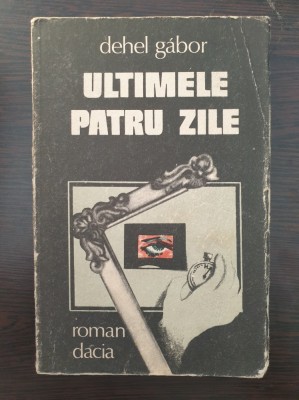 dehel gábor
ULTIMELE
PATRU ZILE
roman
dacia